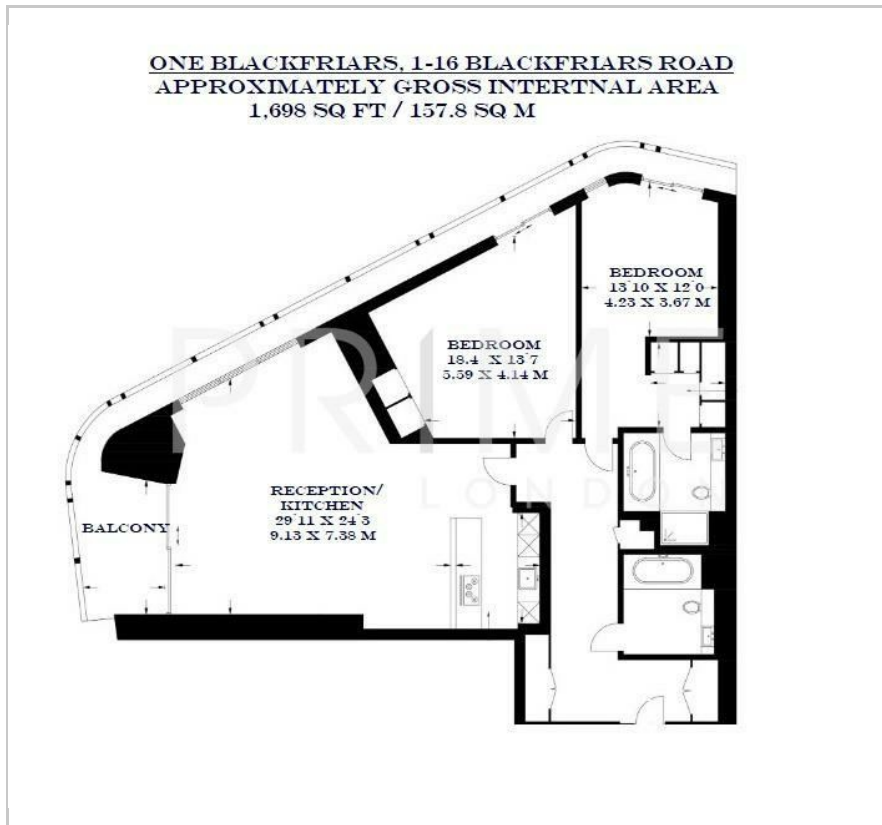 ONE BLACKFRIARS, 1-16 BLACKFRIARS ROAD
APPROXIMATELY GROSS INTERTNAL AREA
1,698 SQ FT / 157.8 SQ M
BEDROOM
13'10 X 12'0
4.23 X 3.67 M
BEDROOM
18.4 X 13'7
5.59 X 4.14 M
PRIME
LONDON
RECEPTION/
KITCHEN
29'11 X 24'3
9.13 X 7.38 M
BALCONY